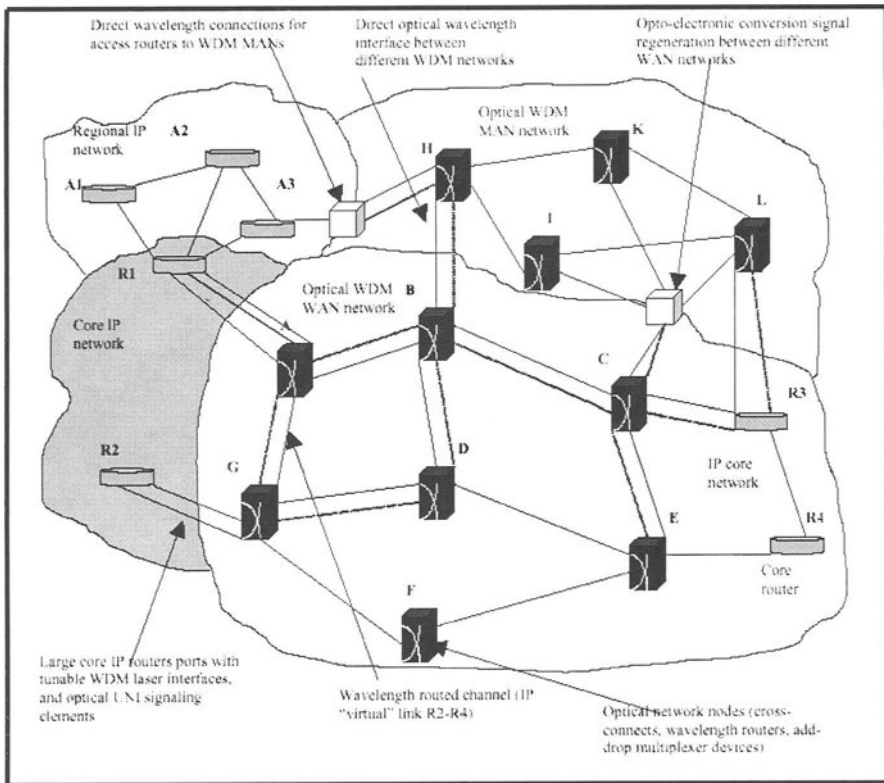 Direct wavelength connections for
access routers to WDM MANs
Direct optical wavelength
interface between
different WDM networks
Opto-electronic conversion signal
regeneration between different
WAN networks
Regional IP
network
A2
A1
A3
Optical WDM
MAN network
H
K
I
L
R1
Core IP
network
Optical WDM
WAN network
B
A
C
R3
R2
G
D
IP core
network
E
R4
F
Core
router
Large core IP routers ports with
tunable WDM laser interfaces,
and optical UNI signaling
elements
Wavelength routed channel (IP
"virtual" link R2-R4)
Optical network nodes (cross-
connects, wavelength routers, add-
drop multiplexer devices)